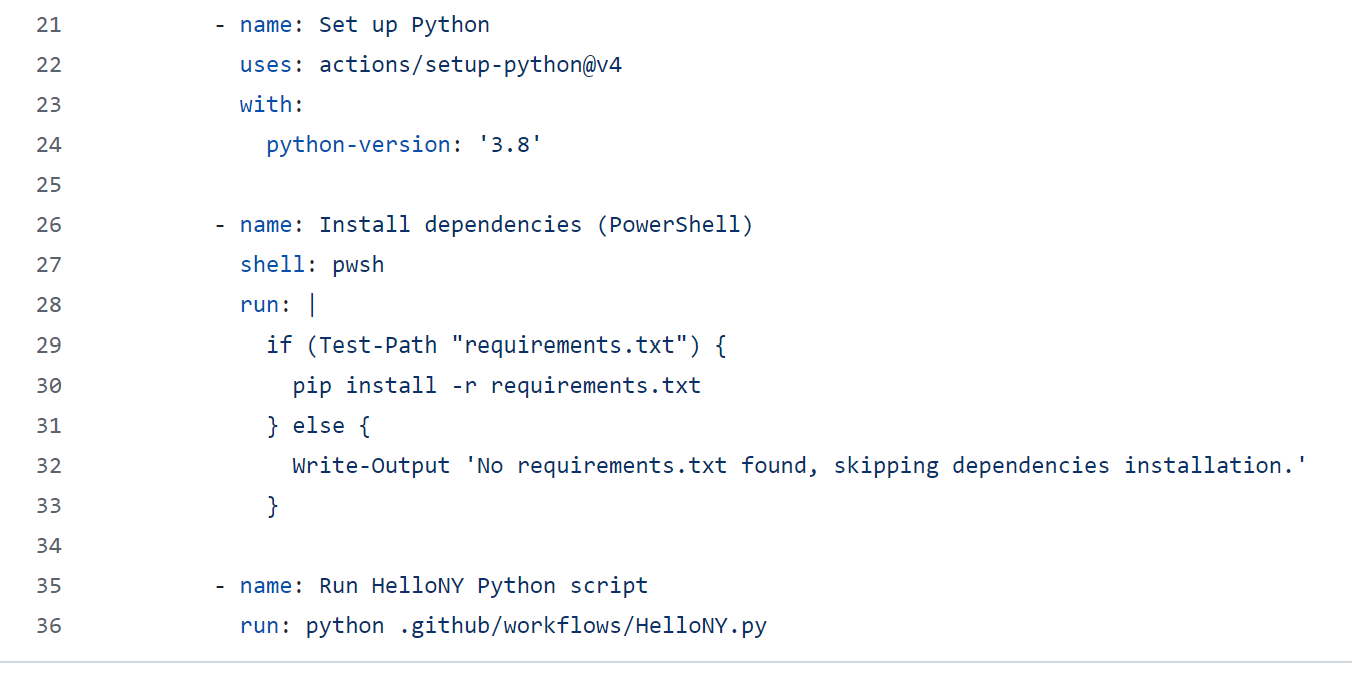 21 - name: Set up Python
22 uses: actions/setup-python@v4
23 with:
24 python-version: '3.8'
25
26 - name: Install dependencies (PowerShell)
27 shell: pwsh
28 run: |
29 if (Test-Path "requirements.txt") {
30 pip install -r requirements.txt
31 } else {
32 Write-Output 'No requirements.txt found, skipping dependencies installation.'
33 }
34
35 - name: Run HelloNY Python script
36 run: python .github/workflows/HelloNY.py